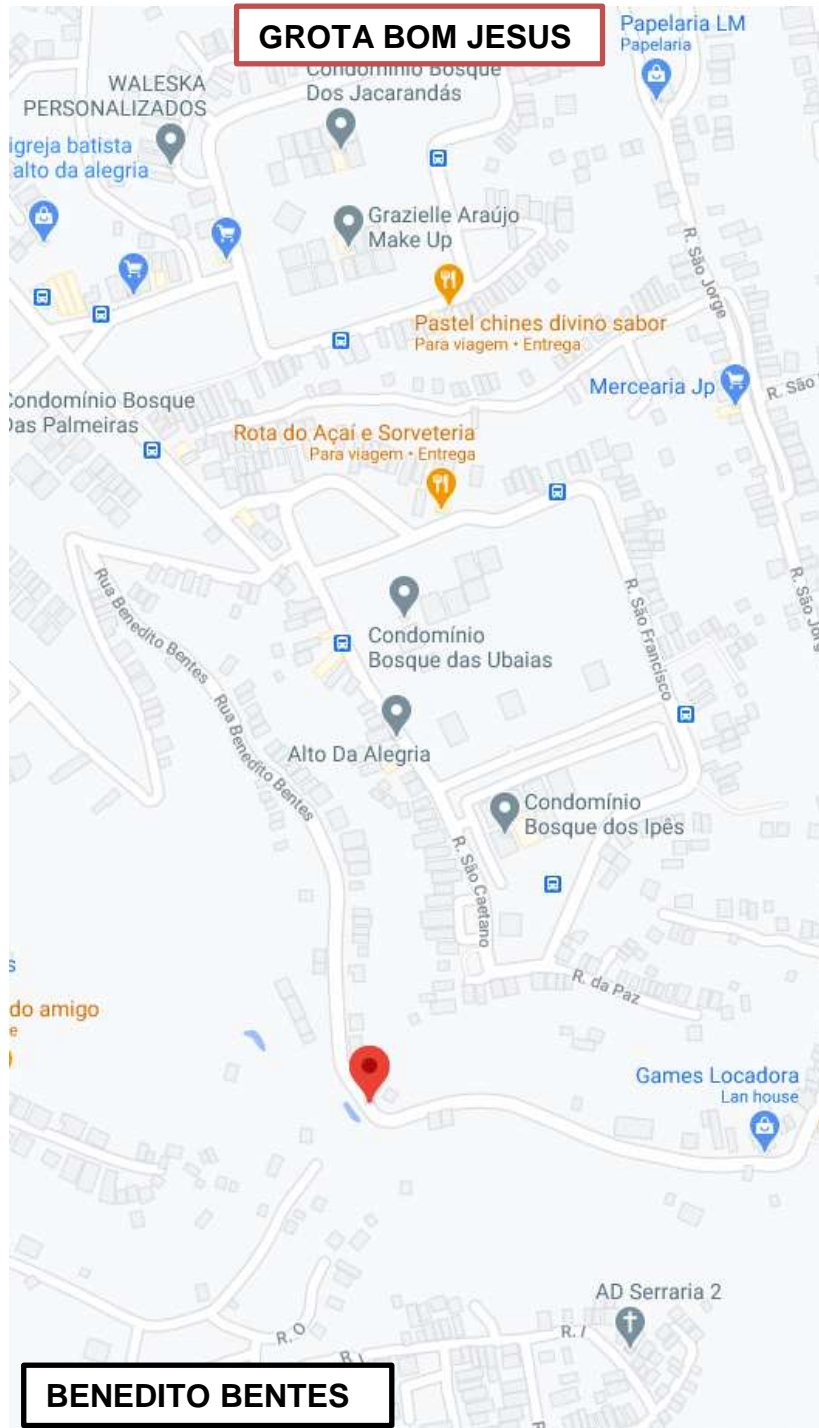 GROTA BOM JESUS
Papelaria LM
Papelaria
Condomínio Bosque
Dos Jacarandás
WALESKA
PERSONALIZADOS
igreja batista
alto da alegria
Grazielle Araújo
Make Up
R. São Jorge
Pastel chines divino sabor
Para viagem • Entrega
Mercearia Jp
R. São
Condomínio Bosque
Das Palmeiras
Rota do Açaí e Sorveteria
Para viagem • Entrega
Rua Benedito Bentes
R. São Francisco
R. São Jorge
Condomínio
Bosque das Ubaias
Rua Benedito Bentes
Alto Da Alegria
Condomínio
Bosque dos Ipês
R. São Caetano
R. da Paz
do amigo
Games Locadora
Lan house
AD Serraria 2
R. O
R. I
BENEDITO BENTES